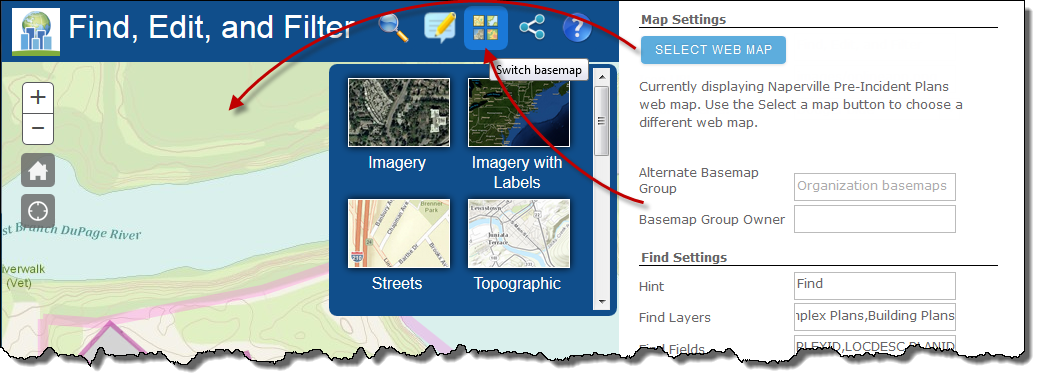 Find, Edit, and Filter
Switch basemap
Imagery
Imagery with
Labels
Streets
Topographic
st Branch DuPage River
verwalk
(Vet)
Map Settings
SELECT WEB MAP
Currently displaying Naperville Pre-Incident Plans
web map. Use the Select a map button to choose a
different web map.
Alternate Basemap
Group
Organization basemaps
Basemap Group Owner
Find Settings
Hint
Find
Find Layers
nplex Plans,Building Plans
Find Fields
PLEXID,LOCDESC,PLANID